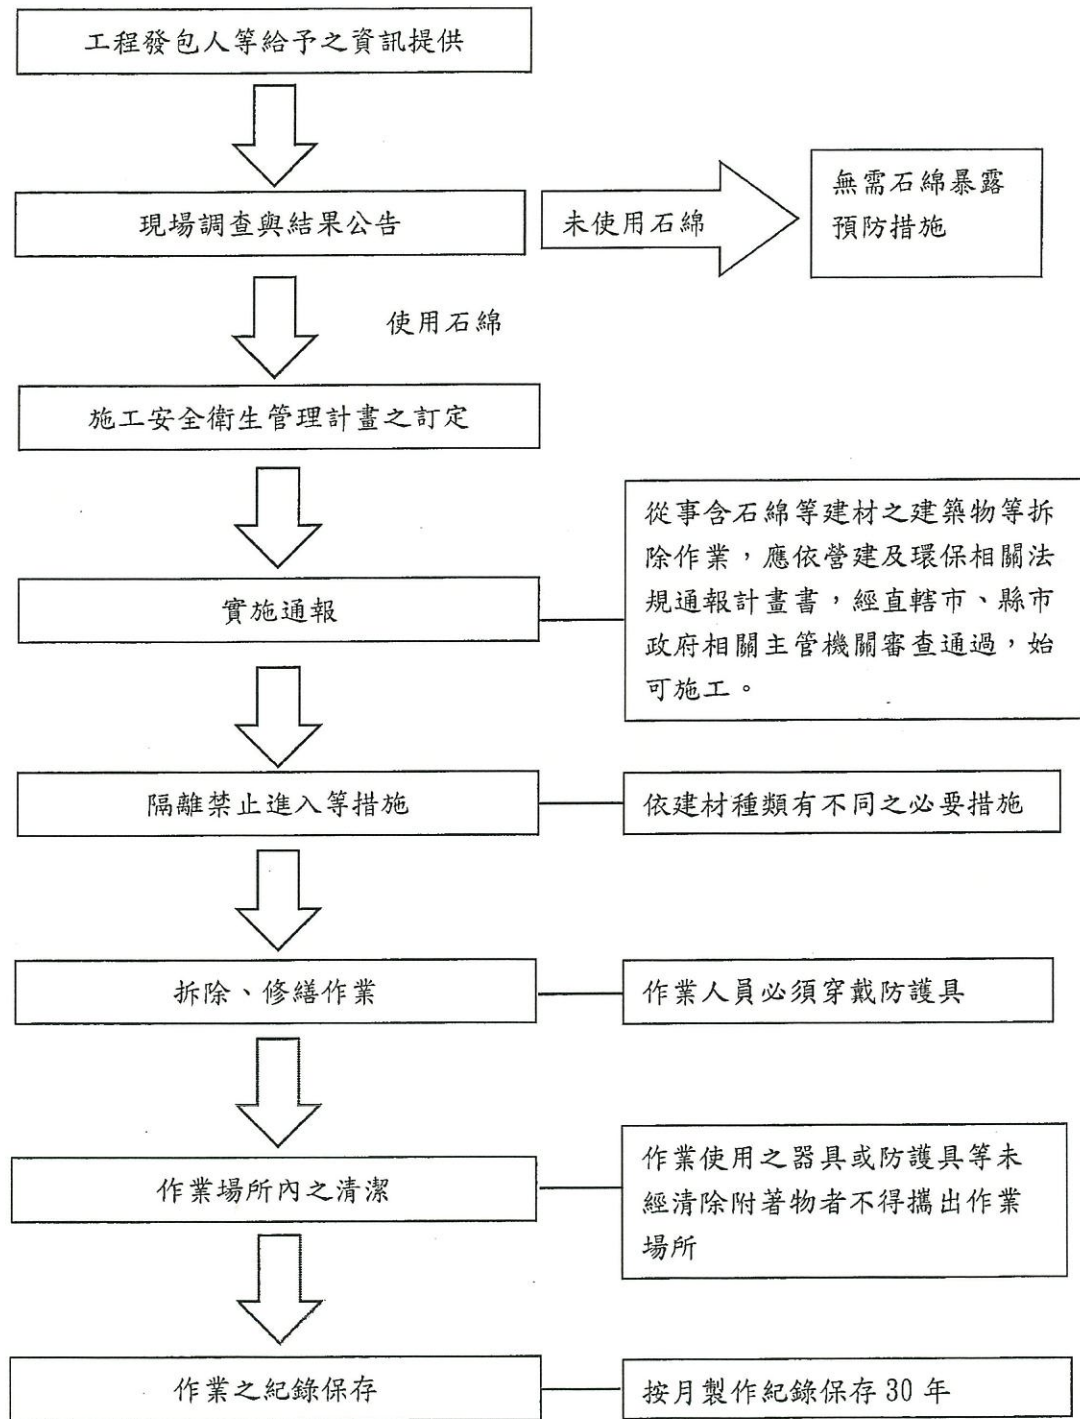 工程發包人等給予之資訊提供
現場調查與結果公告
未使用石綿
無需石綿暴露
預防措施
使用石綿
施工安全衛生管理計畫之訂定
實施通報
從事含石綿等建材之建築物等拆
除作業，應依營建及環保相關法
規通報計畫書，經直轄市、縣市
政府相關主管機關審查通過，始
可施工。
隔離禁止進入等措施
依建材種類有不同之必要措施
拆除、修繕作業
作業人員必須穿戴防護具
作業場所內之清潔
作業使用之器具或防護具等未
經清除附著物者不得攜出作業
場所
作業之紀錄保存
按月製作紀錄保存 30 年